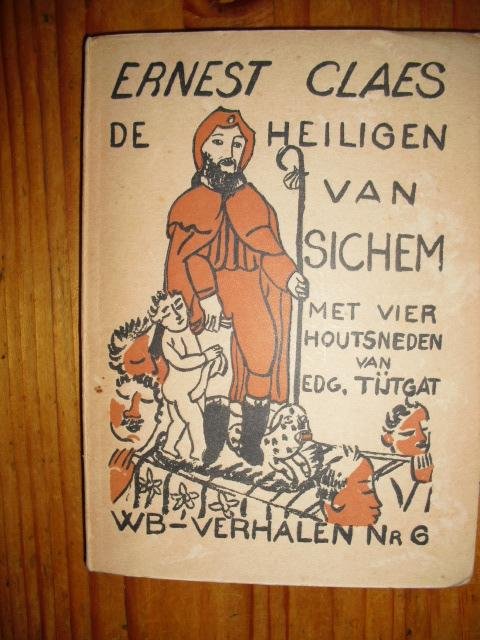 ERNEST CLAES
DE HEILIGEN
VAN
SICHEM
MET VIER
HOUTSNEDEN
VAN
EDG. TIJTGAT
WB-VERHALEN NR 6